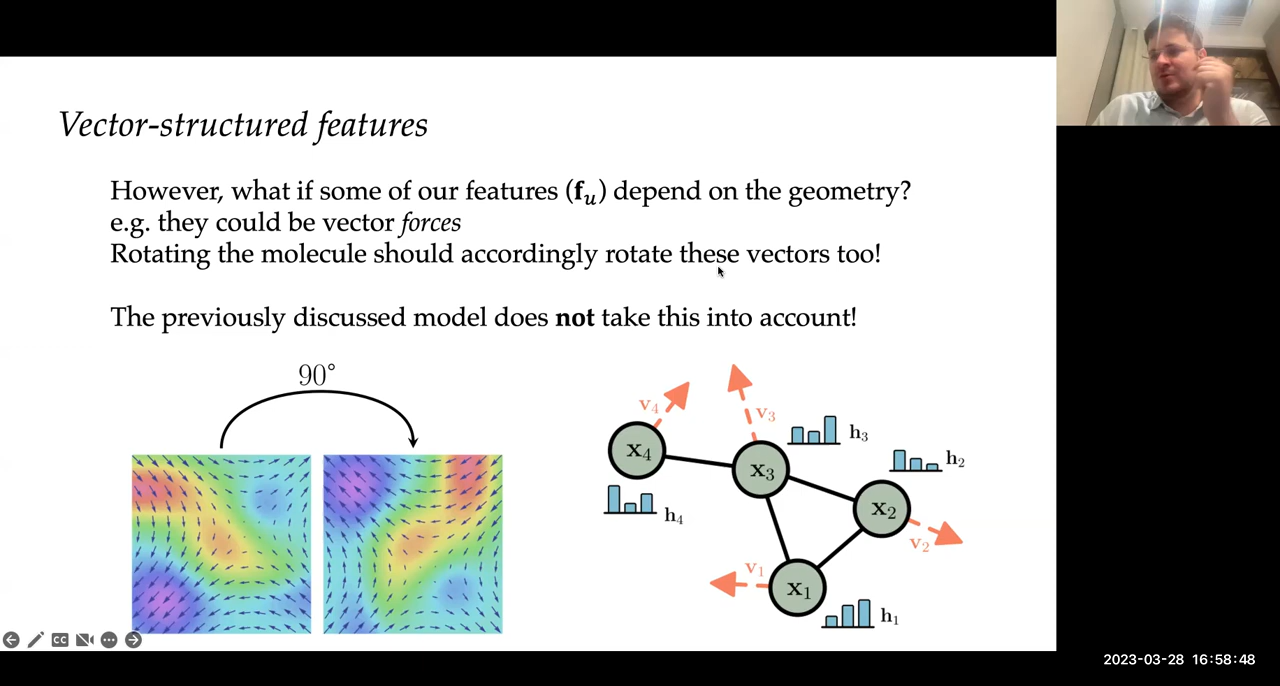 Vector-structured features
However, what if some of our features (𝐟ᵤ) depend on the geometry?
e.g. they could be vector forces
Rotating the molecule should accordingly rotate these vectors too!
The previously discussed model does not take this into account!
90°
v₄
v₃
h₃
x₄
x₃
h₂
h₄
x₂
v₂
v₁
x₁
h₁
CC
2023-03-28 16:58:48